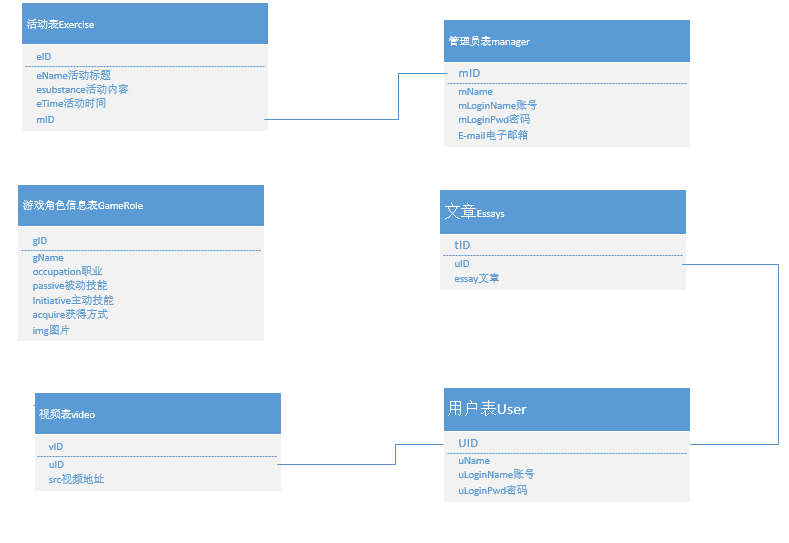 活动表Exercise
eID
eName活动标题
esubstance活动内容
eTime活动时间
mID
管理员表manager
mID
mName
mLoginName账号
mLoginPwd密码
E-mail电子邮箱
游戏角色信息表GameRole
gID
gName
occupation职业
passive被动技能
Initiative主动技能
acquire获得方式
img图片
文章Essays
tID
uID
essay文章
视频表video
vID
uID
src视频地址
用户表User
UID
uName
uLoginName账号
uLoginPwd密码